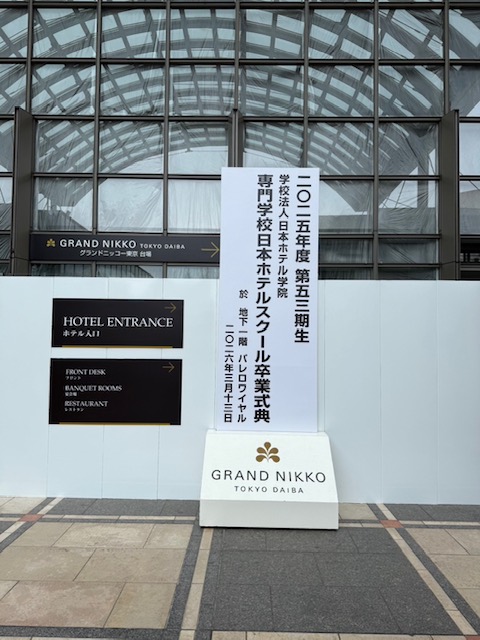 GRAND NIKKO TOKYO DAIBA
グランドニッコー東京 台場
HOTEL ENTRANCE
ホテル入口
FRONT DESK
フロント
BANQUET ROOMS
宴会場
RESTAURANT
レストラン
二〇二五年度 第五三期生
学校法人日本ホテル学院
専門学校日本ホテルスクール卒業式典
於 地下一階 パレロワイヤル
二〇二六年三月十三日
GRAND NIKKO
TOKYO DAIBA